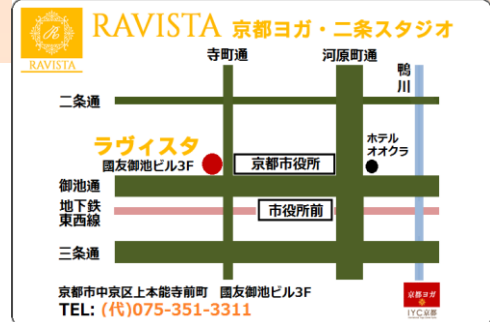 RAVISTA
RAVISTA 京都ヨガ・二条スタジオ
寺町通
河原町通
鴨川
二条通
ラヴィスタ
國友御池ビル3F
京都市役所
ホテル
オオクラ
御池通
地下鉄
東西線
市役所前
三条通
京都市中京区上本能寺前町 國友御池ビル3F
TEL: (代)075-351-3311
京都ヨガ
IYC京都